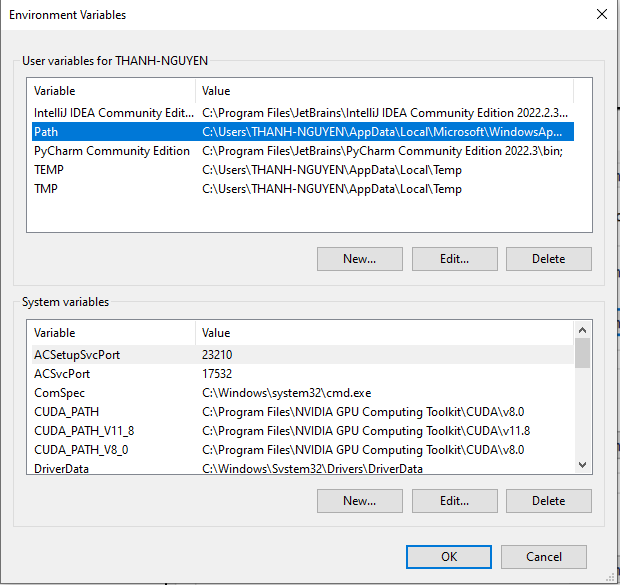 Environment Variables
User variables for THANH-NGUYEN
Variable Value
IntelliJ IDEA Community Edit... C:\Program Files\JetBrains\IntelliJ IDEA Community Edition 2022.2.3...
Path C:\Users\THANH-NGUYEN\AppData\Local\Microsoft\WindowsAp...
PyCharm Community Edition C:\Program Files\JetBrains\PyCharm Community Edition 2022.3\bin;
TEMP C:\Users\THANH-NGUYEN\AppData\Local\Temp
TMP C:\Users\THANH-NGUYEN\AppData\Local\Temp
New... Edit... Delete
System variables
Variable Value
ACSetupSvcPort 23210
ACSvcPort 17532
ComSpec C:\Windows\system32\cmd.exe
CUDA_PATH C:\Program Files\NVIDIA GPU Computing Toolkit\CUDA\v8.0
CUDA_PATH_V11_8 C:\Program Files\NVIDIA GPU Computing Toolkit\CUDA\v11.8
CUDA_PATH_V8_0 C:\Program Files\NVIDIA GPU Computing Toolkit\CUDA\v8.0
DriverData C:\Windows\System32\Drivers\DriverData
New... Edit... Delete
OK Cancel